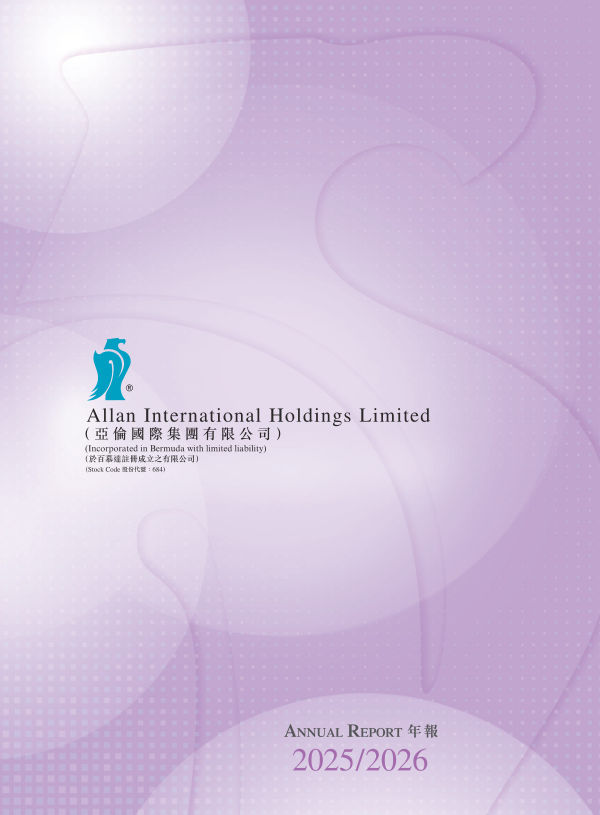 ®
Allan International Holdings Limited
(亞倫國際集團有限公司)
(Incorporated in Bermuda with limited liability)
(於百慕達註冊成立之有限公司)
(Stock Code 股份代號：684)
ANNUAL REPORT 年報
2025/2026